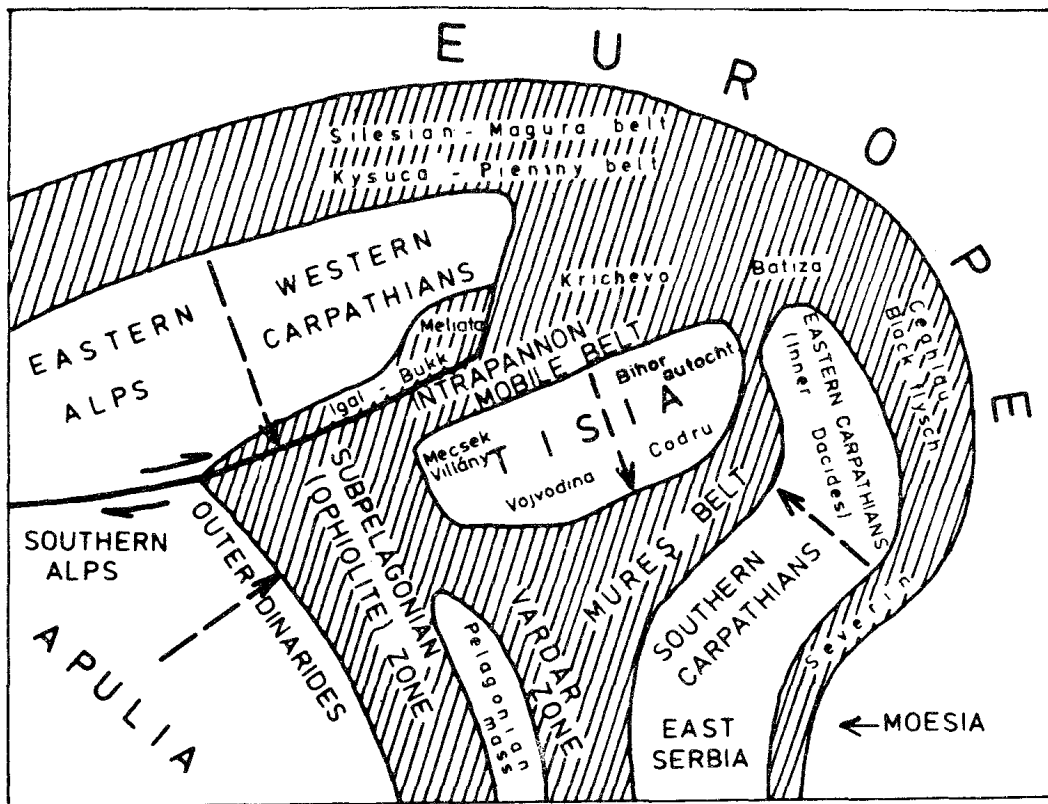 EUROPE
Silesian - Magura belt
Kysuca - Pieniny belt
WESTERN
CARPATHIANS
EASTERN
ALPS
Krichevo
Batiza
Meliata
Igal - Bukk
INTRAPANNON
MOBILE BELT
Bihor autocht
Mecsek
Villány
TISIA
Codru
Vojvodina
EASTERN CARPATHIANS
(Inner Dacides)
Ceahlau
Black flysch
SUBPELAGONIAN
(OPHIOLITE) ZONE
OUTER DINARIDES
SOUTHERN
ALPS
APULIA
Pelagonian
mass
VARDAR
ZONE
MURES BELT
SOUTHERN
CARPATHIANS
Severin
EAST
SERBIA
MOESIA